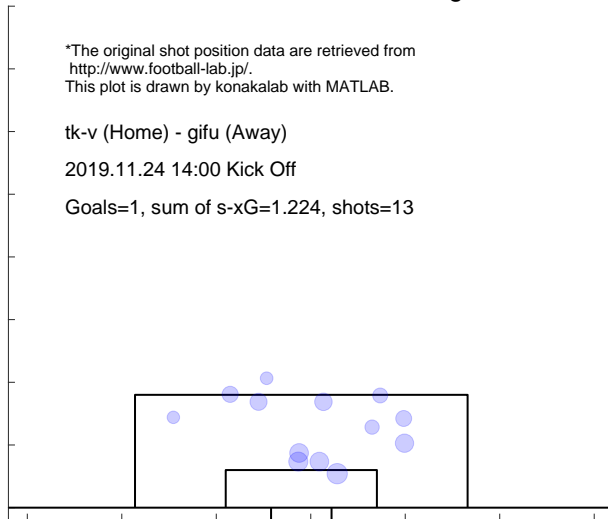 *The original shot position data are retrieved from
http://www.football-lab.jp/.
This plot is drawn by konakalab with MATLAB.
tk-v (Home) - gifu (Away)
2019.11.24 14:00 Kick Off
Goals=1, sum of s-xG=1.224, shots=13